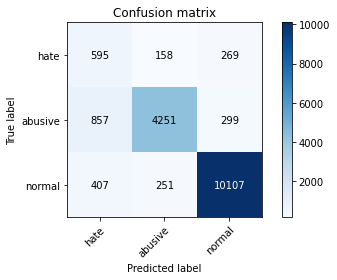 Confusion matrix
hate 595 158 269
abusive 857 4251 299
normal 407 251 10107
hate abusive normal
True label
Predicted label
10000
8000
6000
4000
2000